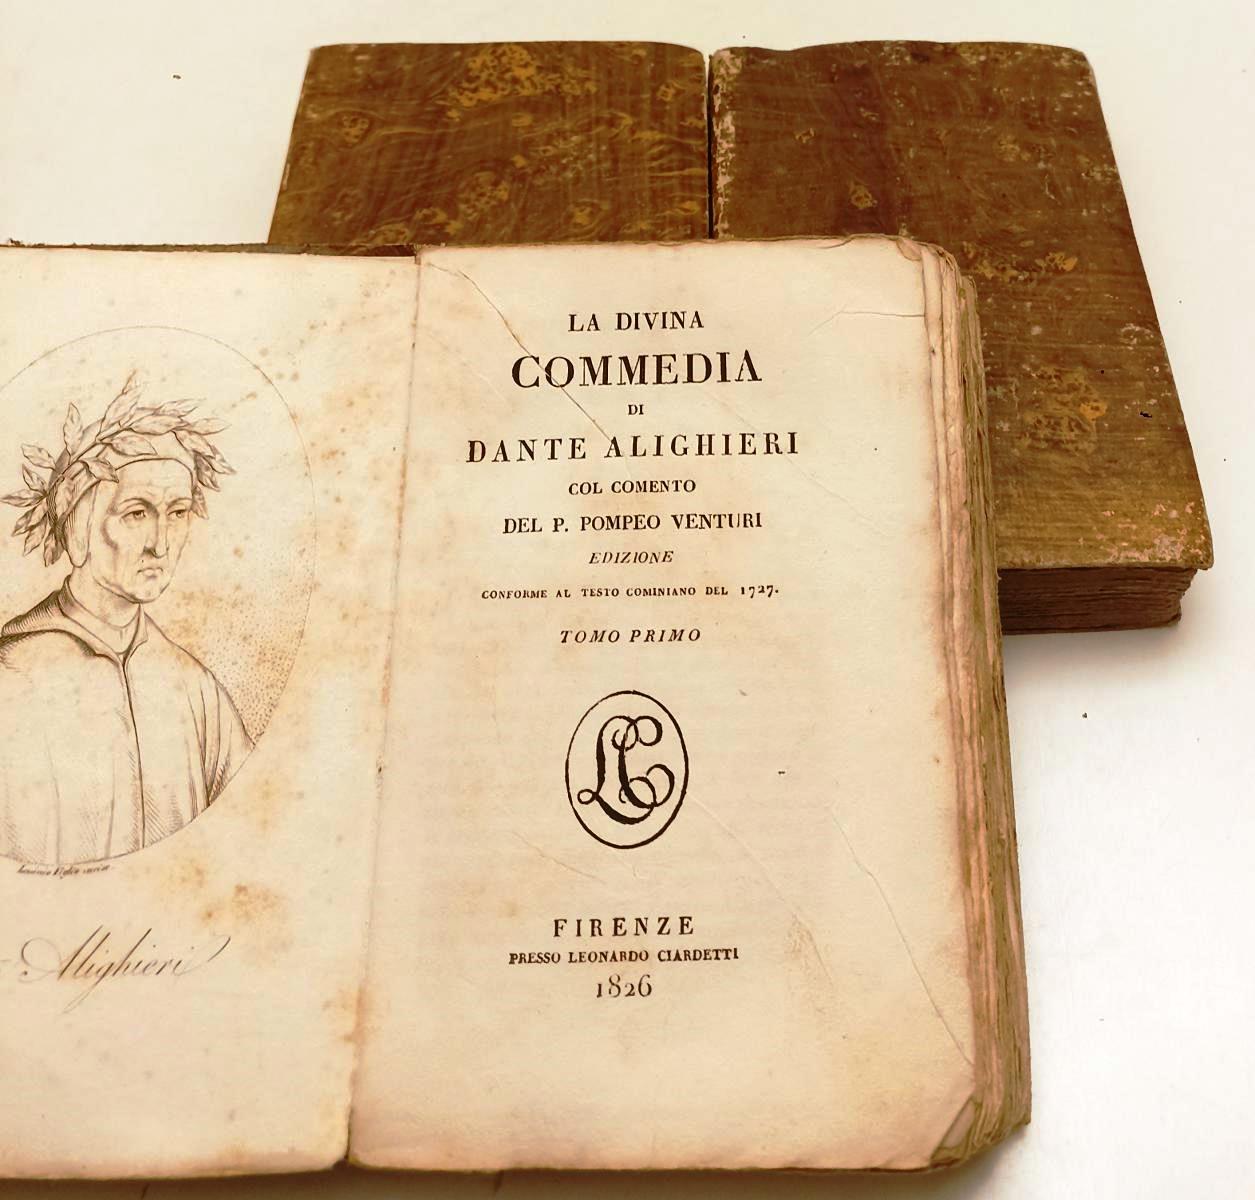 Alighieri
LA DIVINA
COMMEDIA
DI
DANTE ALIGHIERI
COL COMENTO
DEL P. POMPEO VENTURI
EDIZIONE
CONFORME AL TESTO COMINIANO DEL 1727.
TOMO PRIMO
LC
FIRENZE
PRESSO LEONARDO CIARDETTI
1826